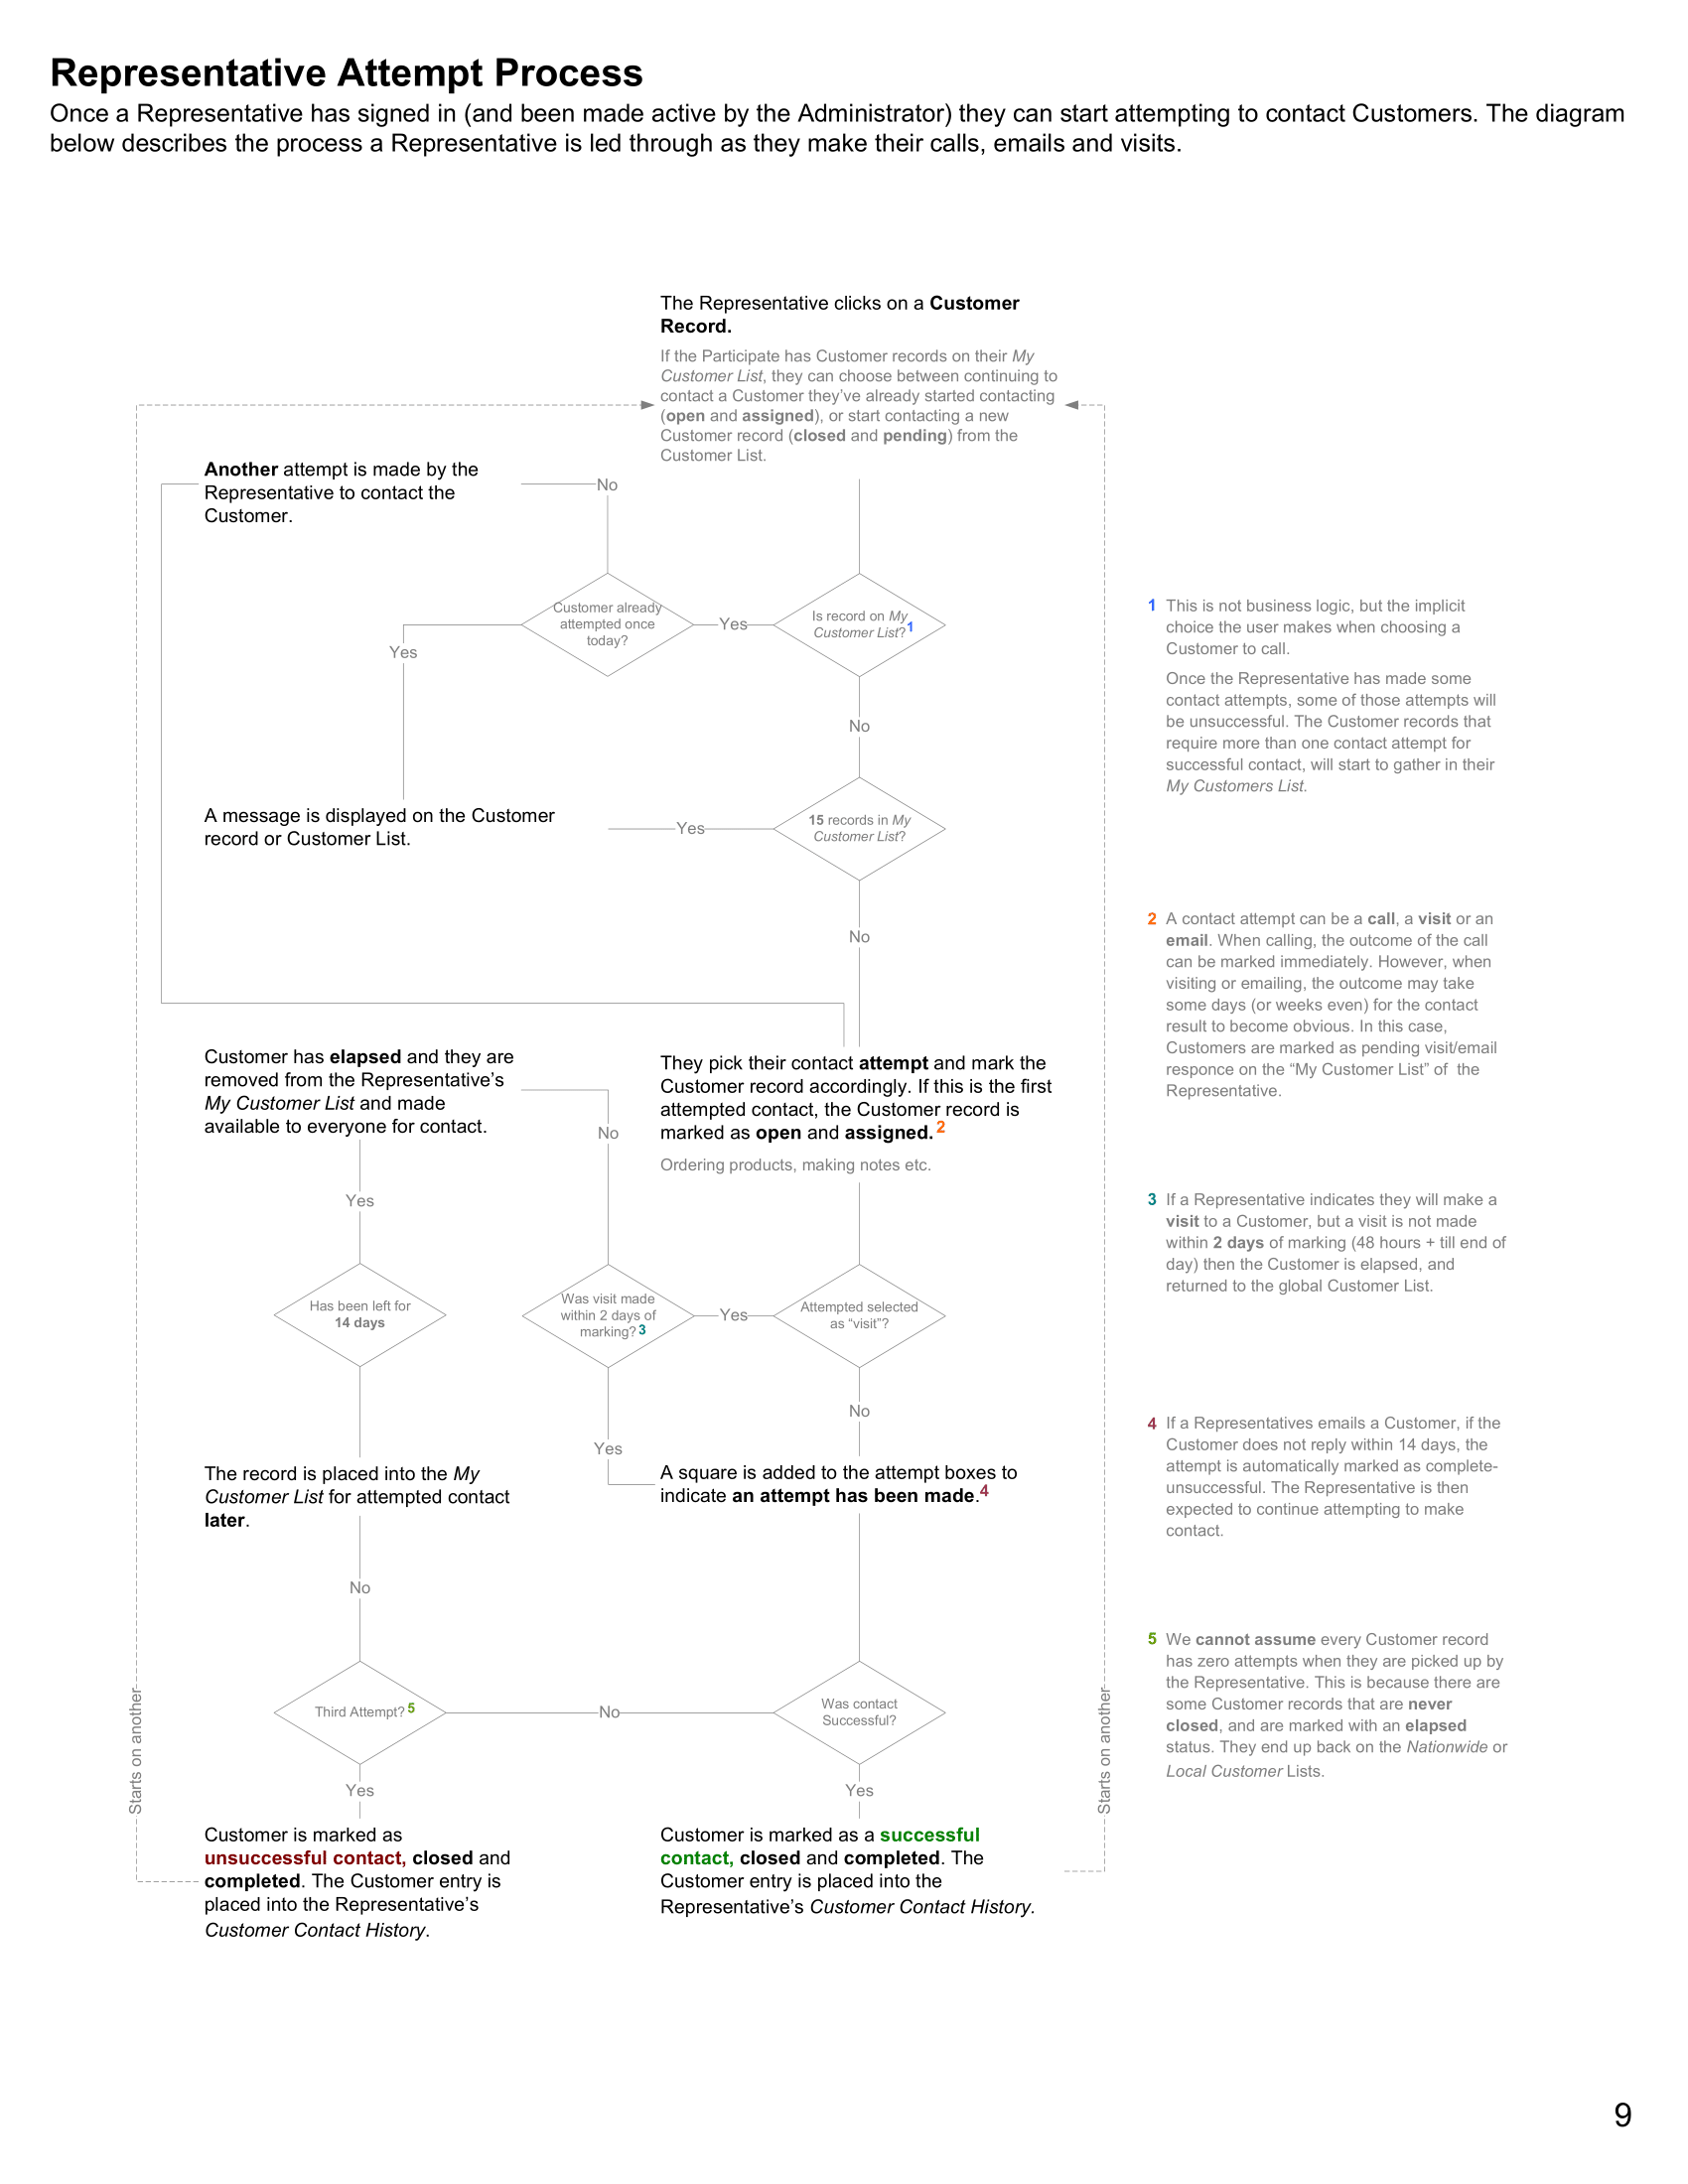 Representative Attempt Process
Once a Representative has signed in (and been made active by the Administrator) they can start attempting to contact Customers. The diagram
below describes the process a Representative is led through as they make their calls, emails and visits.
The Representative clicks on a Customer
Record.
If the Participate has Customer records on their My
Customer List, they can choose between continuing to
contact a Customer they’ve already started contacting
(open and assigned), or start contacting a new
Customer record (closed and pending) from the
Customer List.
Another attempt is made by the
Representative to contact the
Customer.
No
Customer already
attempted once
today?
Yes
Is record on My
Customer List?1
Yes
No
A message is displayed on the Customer
record or Customer List.
Yes
15 records in My
Customer List?
No
Customer has elapsed and they are
removed from the Representative’s
My Customer List and made
available to everyone for contact.
They pick their contact attempt and mark the
Customer record accordingly. If this is the first
attempted contact, the Customer record is
marked as open and assigned.2
Ordering products, making notes etc.
No
Yes
Has been left for
14 days
Was visit made
within 2 days of
marking?3
Yes
Attempted selected
as “visit”?
No
Yes
The record is placed into the My
Customer List for attempted contact
later.
A square is added to the attempt boxes to
indicate an attempt has been made.4
No
Third Attempt?5
No
Was contact
Successful?
Yes
Yes
Starts on another
Starts on another
Customer is marked as
unsuccessful contact, closed and
completed. The Customer entry is
placed into the Representative’s
Customer Contact History.
Customer is marked as a successful
contact, closed and completed. The
Customer entry is placed into the
Representative’s Customer Contact History.
1 This is not business logic, but the implicit
choice the user makes when choosing a
Customer to call.
Once the Representative has made some
contact attempts, some of those attempts will
be unsuccessful. The Customer records that
require more than one contact attempt for
successful contact, will start to gather in their
My Customers List.
2 A contact attempt can be a call, a visit or an
email. When calling, the outcome of the call
can be marked immediately. However, when
visiting or emailing, the outcome may take
some days (or weeks even) for the contact
result to become obvious. In this case,
Customers are marked as pending visit/email
responce on the “My Customer List” of the
Representative.
3 If a Representative indicates they will make a
visit to a Customer, but a visit is not made
within 2 days of marking (48 hours + till end of
day) then the Customer is elapsed, and
returned to the global Customer List.
4 If a Representatives emails a Customer, if the
Customer does not reply within 14 days, the
attempt is automatically marked as complete-
unsuccessful. The Representative is then
expected to continue attempting to make
contact.
5 We cannot assume every Customer record
has zero attempts when they are picked up by
the Representative. This is because there are
some Customer records that are never
closed, and are marked with an elapsed
status. They end up back on the Nationwide or
Local Customer Lists.
9